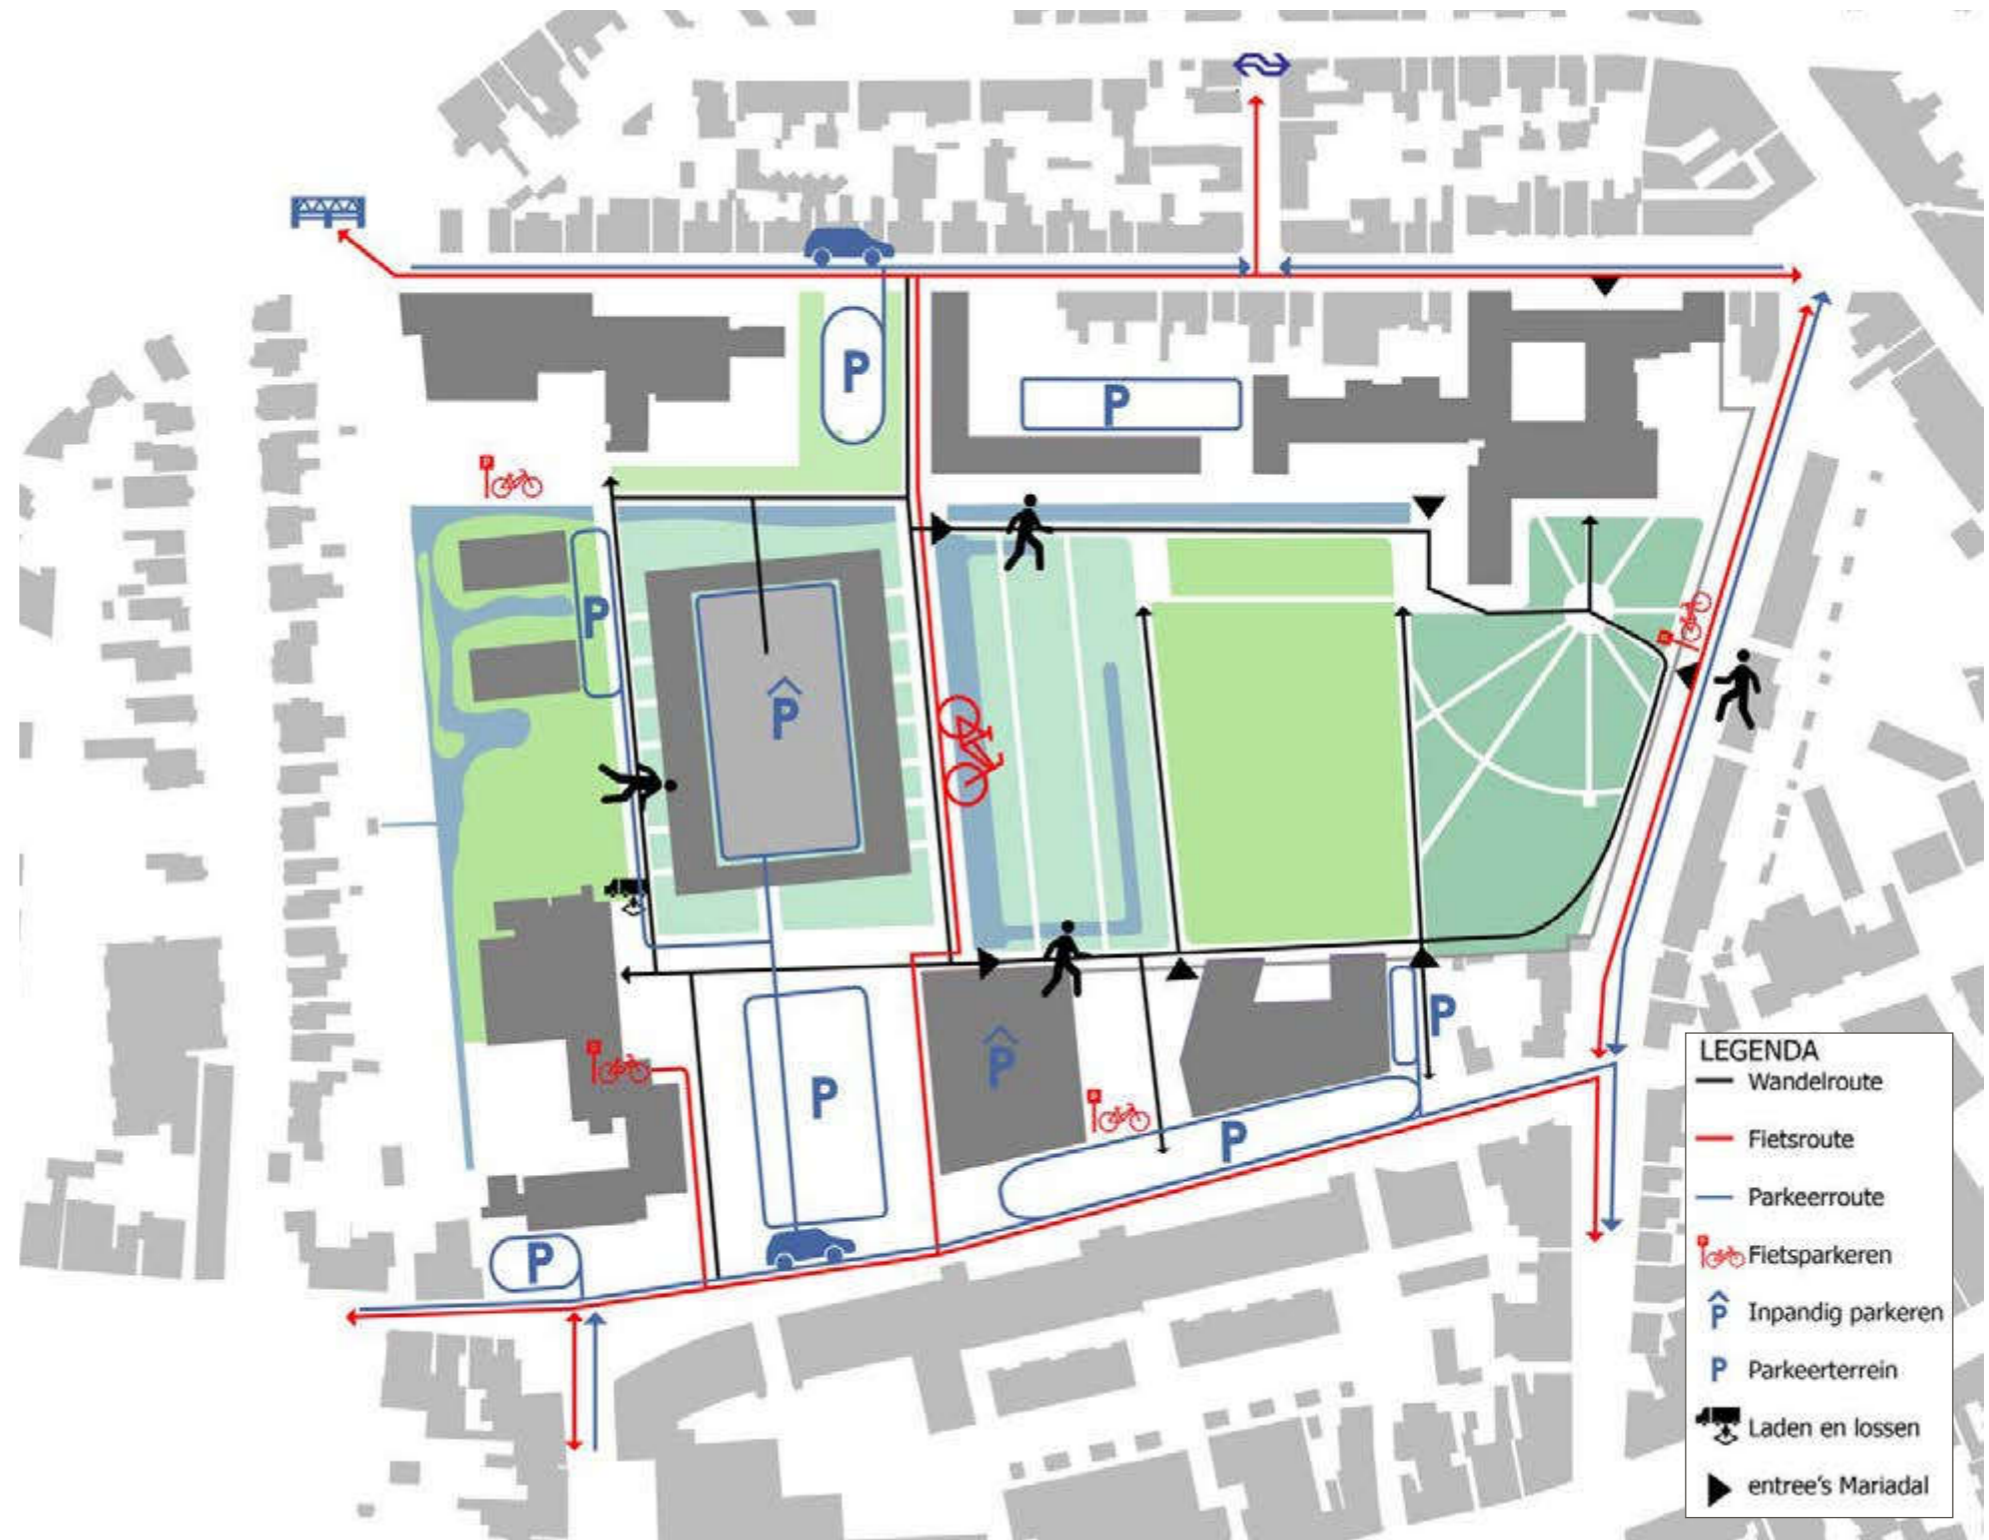 P
P
P
P
P
P
P
P
P
P
LEGENDA
Wandelroute
Fietsroute
Parkeerroute
Fietsparkeren
P Inpandig parkeren
P Parkeerterrein
Laden en lossen
entree's Mariadal